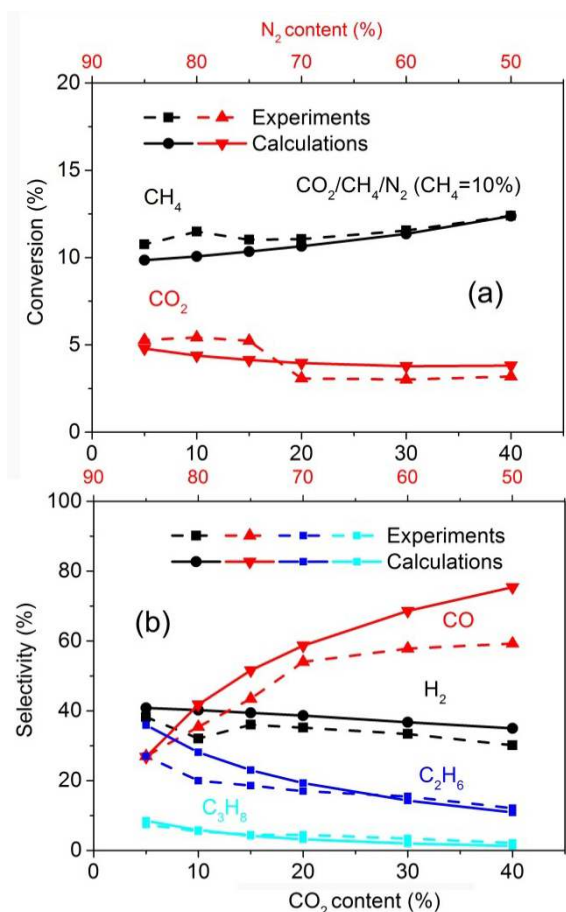 N₂ content (%)
90 80 70 60 50
20
15
10
5
0
Conversion (%)
Experiments
Calculations
CO₂/CH₄/N₂ (CH₄=10%)
CH₄
CO₂
(a)
0 10 20 30 40
90 80 70 60 50
100
80
60
40
20
0
Selectivity (%)
Experiments
Calculations
(b)
CO
H₂
C₂H₆
C₃H₈
0 10 20 30 40
CO₂ content (%)